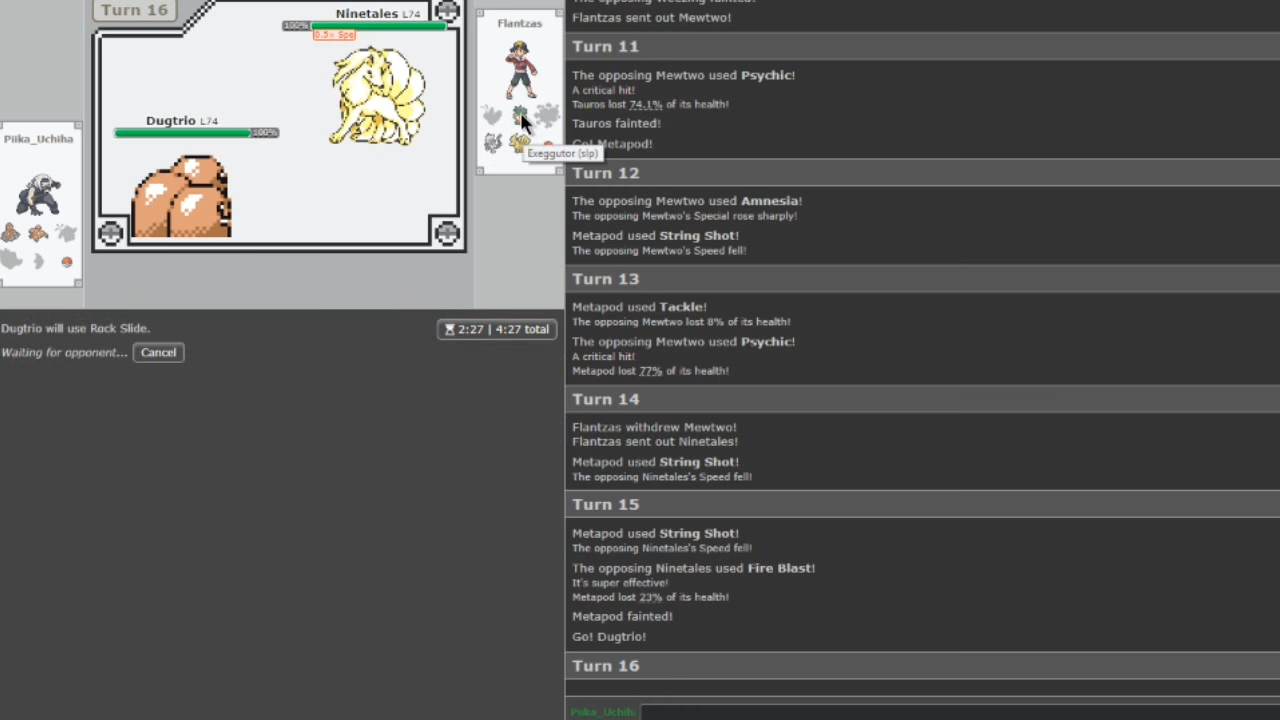 Turn 16
Ninetales L74
100%
0.5× Spe
Dugtrio L74
100%
Piika_Uchiha
Flantzas
Exeggutor (slp)
Dugtrio will use Rock Slide.
2:27 | 4:27 total
Waiting for opponent... Cancel
Flantzas sent out Mewtwo!
Turn 11
The opposing Mewtwo used Psychic!
A critical hit!
Tauros lost 74.1% of its health!
Tauros fainted!
Go! Metapod!
Turn 12
The opposing Mewtwo used Amnesia!
The opposing Mewtwo's Special rose sharply!
Metapod used String Shot!
The opposing Mewtwo's Speed fell!
Turn 13
Metapod used Tackle!
The opposing Mewtwo lost 8% of its health!
The opposing Mewtwo used Psychic!
A critical hit!
Metapod lost 77% of its health!
Turn 14
Flantzas withdrew Mewtwo!
Flantzas sent out Ninetales!
Metapod used String Shot!
The opposing Ninetales's Speed fell!
Turn 15
Metapod used String Shot!
The opposing Ninetales's Speed fell!
The opposing Ninetales used Fire Blast!
It's super effective!
Metapod lost 23% of its health!
Metapod fainted!
Go! Dugtrio!
Turn 16